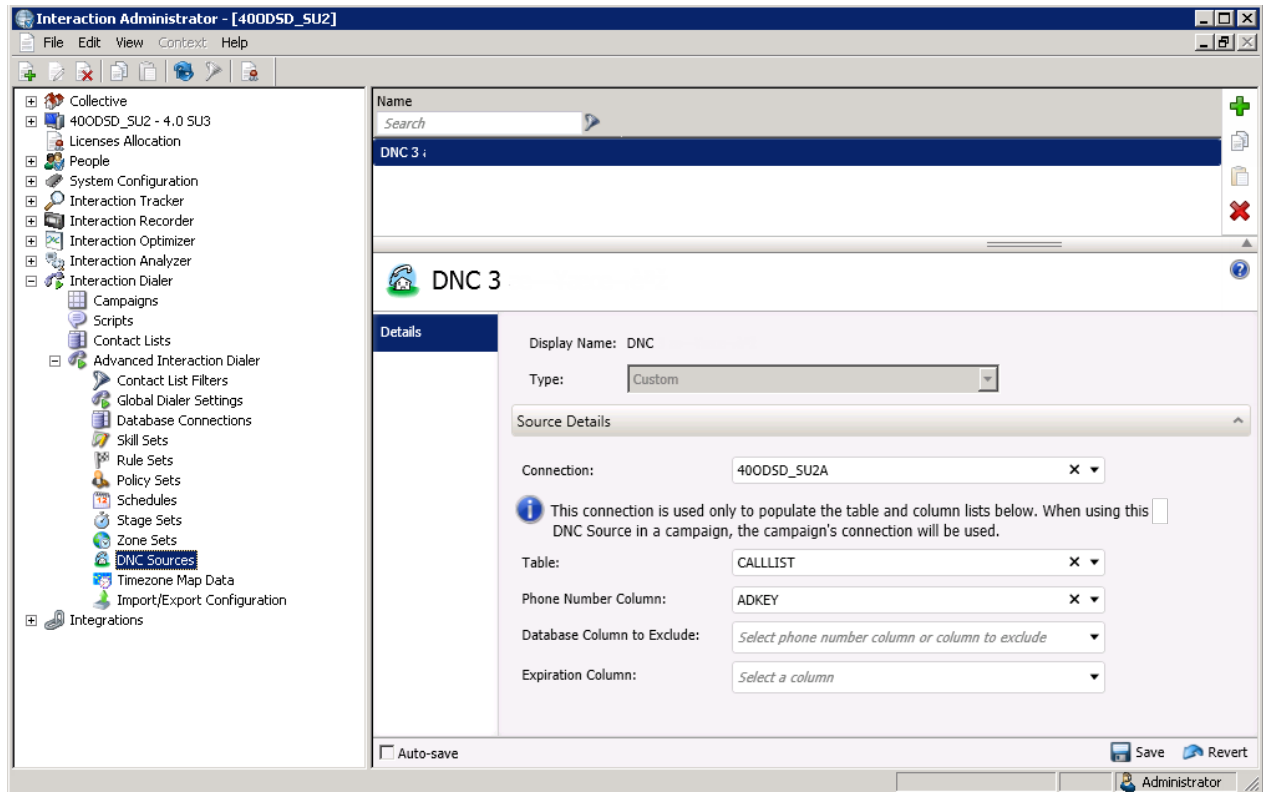 Interaction Administrator - [40ODSD_SU2]
File Edit View Context Help
Collective
40ODSD_SU2 - 4.0 SU3
Licenses Allocation
People
System Configuration
Interaction Tracker
Interaction Recorder
Interaction Optimizer
Interaction Analyzer
Interaction Dialer
Campaigns
Scripts
Contact Lists
Advanced Interaction Dialer
Contact List Filters
Global Dialer Settings
Database Connections
Skill Sets
Rule Sets
Policy Sets
Schedules
Stage Sets
Zone Sets
DNC Sources
Timezone Map Data
Import/Export Configuration
Integrations
Name
Search
DNC 3
DNC 3
Details
Display Name: DNC
Type: Custom
Source Details
Connection: 40ODSD_SU2A
This connection is used only to populate the table and column lists below. When using this
DNC Source in a campaign, the campaign's connection will be used.
Table: CALLLIST
Phone Number Column: ADKEY
Database Column to Exclude: Select phone number column or column to exclude
Expiration Column: Select a column
Auto-save
Save Revert
Administrator